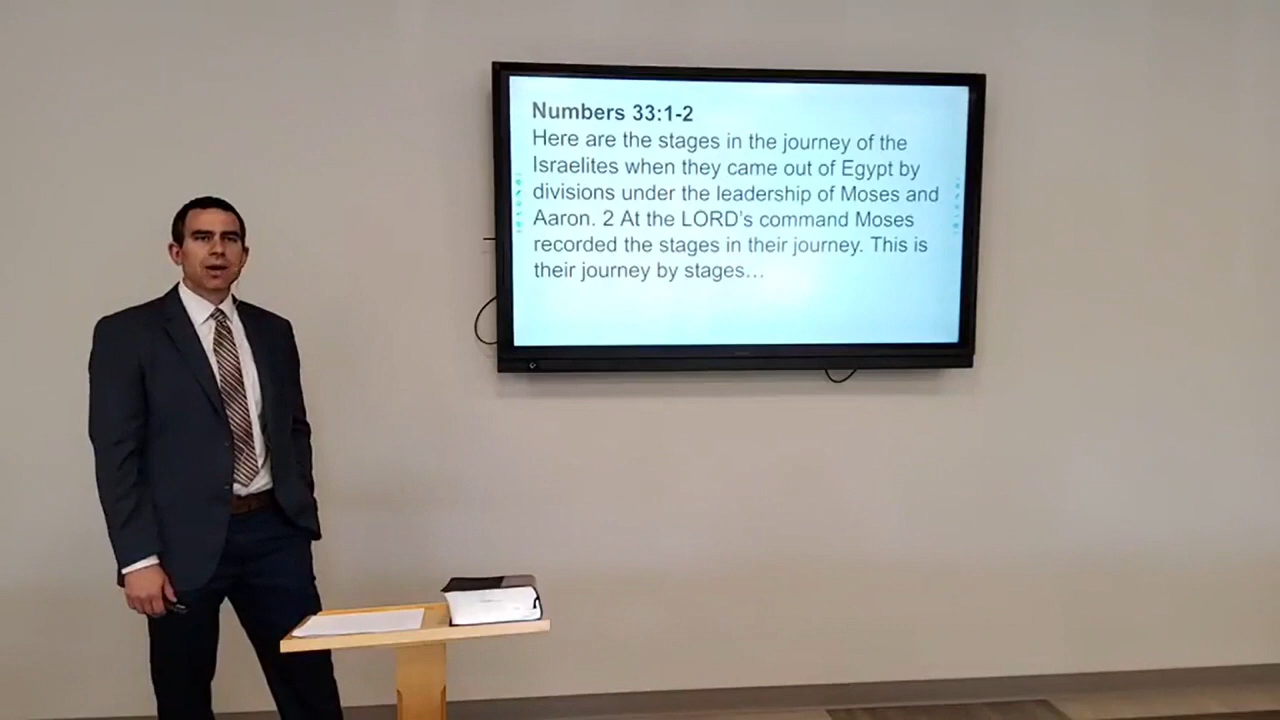 Numbers 33:1-2
Here are the stages in the journey of the
Israelites when they came out of Egypt by
divisions under the leadership of Moses and
Aaron. 2 At the LORD's command Moses
recorded the stages in their journey. This is
their journey by stages…